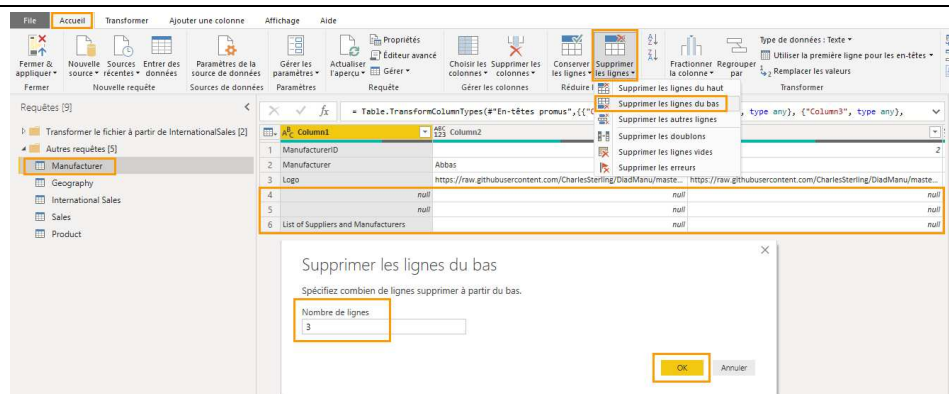 File Accueil Transformer Ajouter une colonne Affichage Aide
Fermer & appliquer Nouvelle source Sources récentes Entrer des données Paramètres de la source de données Gérer les paramètres Actualiser l'aperçu Propriétés Éditeur avancé Gérer Choisir les colonnes Supprimer les colonnes Conserver les lignes Supprimer les lignes Fractionner la colonne Regrouper par Type de données : Texte Utiliser la première ligne pour les en-têtes Remplacer les valeurs
Fermer Nouvelle requête Sources de données Paramètres Requête Gérer les colonnes Réduire Transformer
Supprimer les lignes du haut
Supprimer les lignes du bas
Supprimer les autres lignes
Supprimer les doublons
Supprimer les lignes vides
Supprimer les erreurs
Requêtes [9]
Transformer le fichier à partir de InternationalSales [2]
Autres requêtes [5]
Manufacturer
Geography
International Sales
Sales
Product
fx = Table.TransformColumnTypes(#"En-têtes promus",{{" , type any}, {"Column3", type any},
ABC Column1 ABC 123 Column2
1 ManufacturerID 2
2 Manufacturer Abbas
3 Logo https://raw.githubusercontent.com/CharlesSterling/DiadManu/maste... https://raw.githubusercontent.com/CharlesSterling/DiadManu/maste...
4 null null null
5 null null null
6 List of Suppliers and Manufacturers null null
Supprimer les lignes du bas
Spécifiez combien de lignes supprimer à partir du bas.
Nombre de lignes
3
OK Annuler